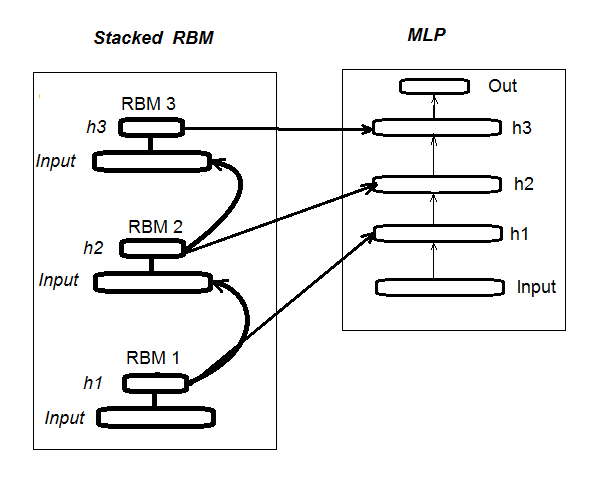 Stacked RBM
RBM 3
h3
Input
RBM 2
h2
Input
RBM 1
h1
Input
MLP
Out
h3
h2
h1
Input